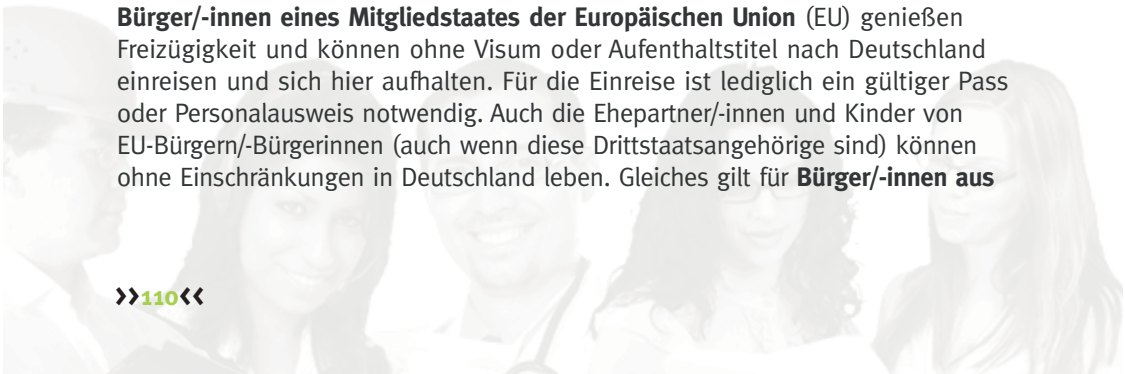 Bürger/-innen eines Mitgliedstaates der Europäischen Union (EU) genießen
Freizügigkeit und können ohne Visum oder Aufenthaltstitel nach Deutschland
einreisen und sich hier aufhalten. Für die Einreise ist lediglich ein gültiger Pass
oder Personalausweis notwendig. Auch die Ehepartner/-innen und Kinder von
EU-Bürgern/-Bürgerinnen (auch wenn diese Drittstaatsangehörige sind) können
ohne Einschränkungen in Deutschland leben. Gleiches gilt für Bürger/-innen aus
>>110<<